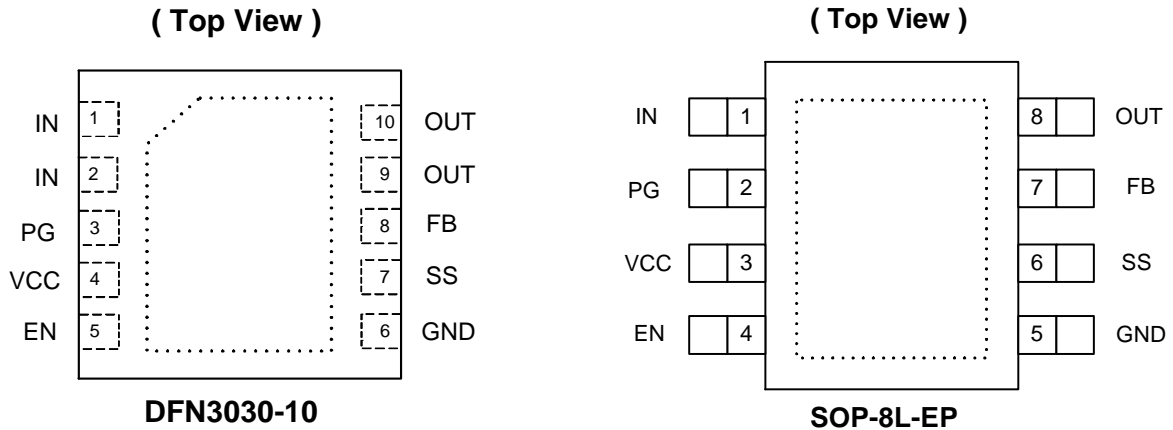 ( Top View )
IN 1 10 OUT
IN 2 9 OUT
PG 3 8 FB
VCC 4 7 SS
EN 5 6 GND
DFN3030-10
( Top View )
IN 1 8 OUT
PG 2 7 FB
VCC 3 6 SS
EN 4 5 GND
SOP-8L-EP